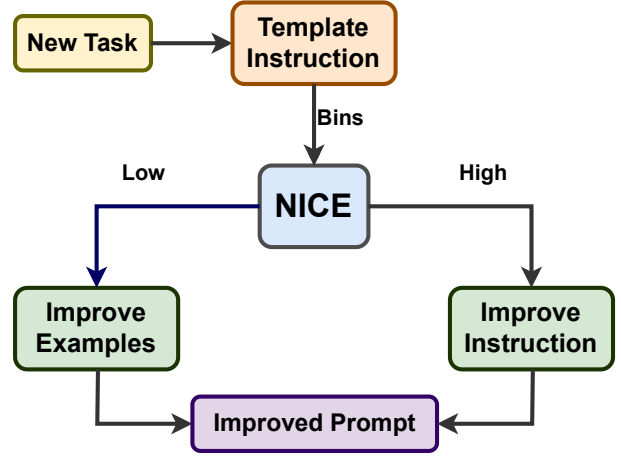 New Task
Template
Instruction
Bins
Low
High
NICE
Improve
Examples
Improve
Instruction
Improved Prompt